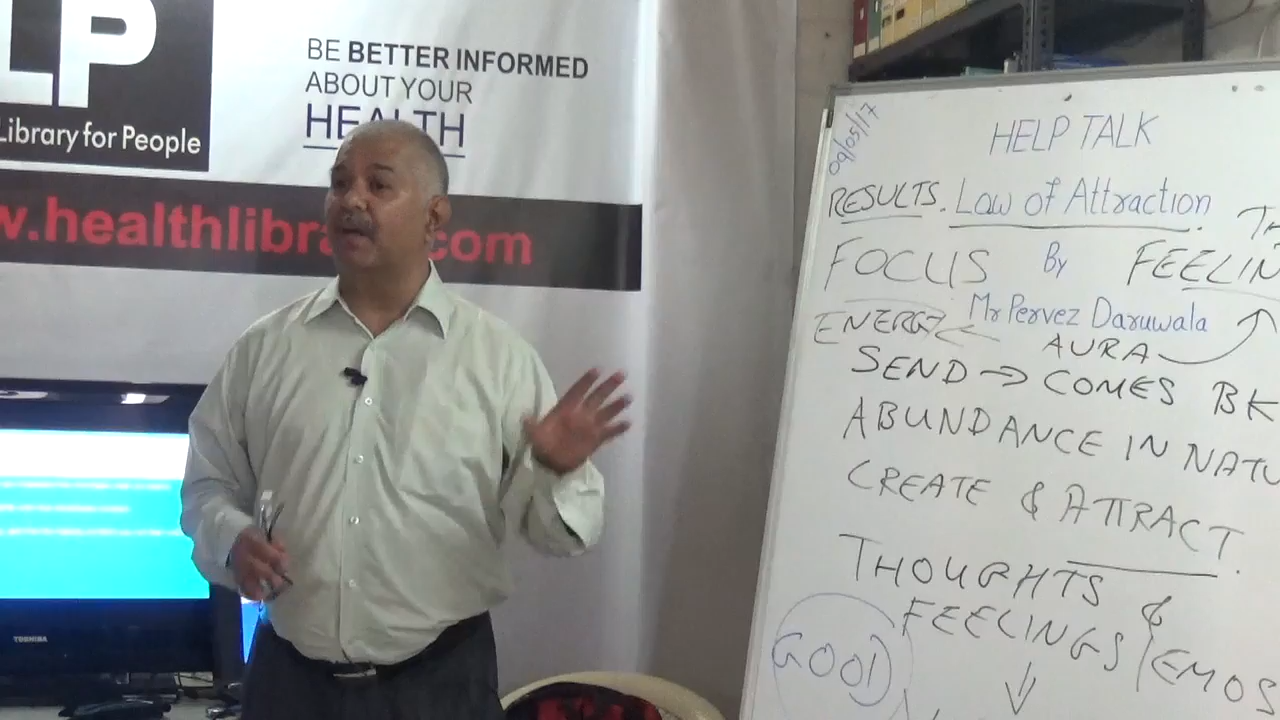 LP
Library for People
BE BETTER INFORMED
ABOUT YOUR
HEALTH
w.healthlibra .com
TOSHIBA
09/05/17
HELP TALK
RESULTS. Law of Attraction.
TH
FOCUS By FEELIN
Mr Pervez Daruwala
ENERGY ← AURA
SEND → COMES BK
ABUNDANCE IN NATU
CREATE & ATTRACT.
THOUGHTS &
FEELINGS / EMOS
GOOD